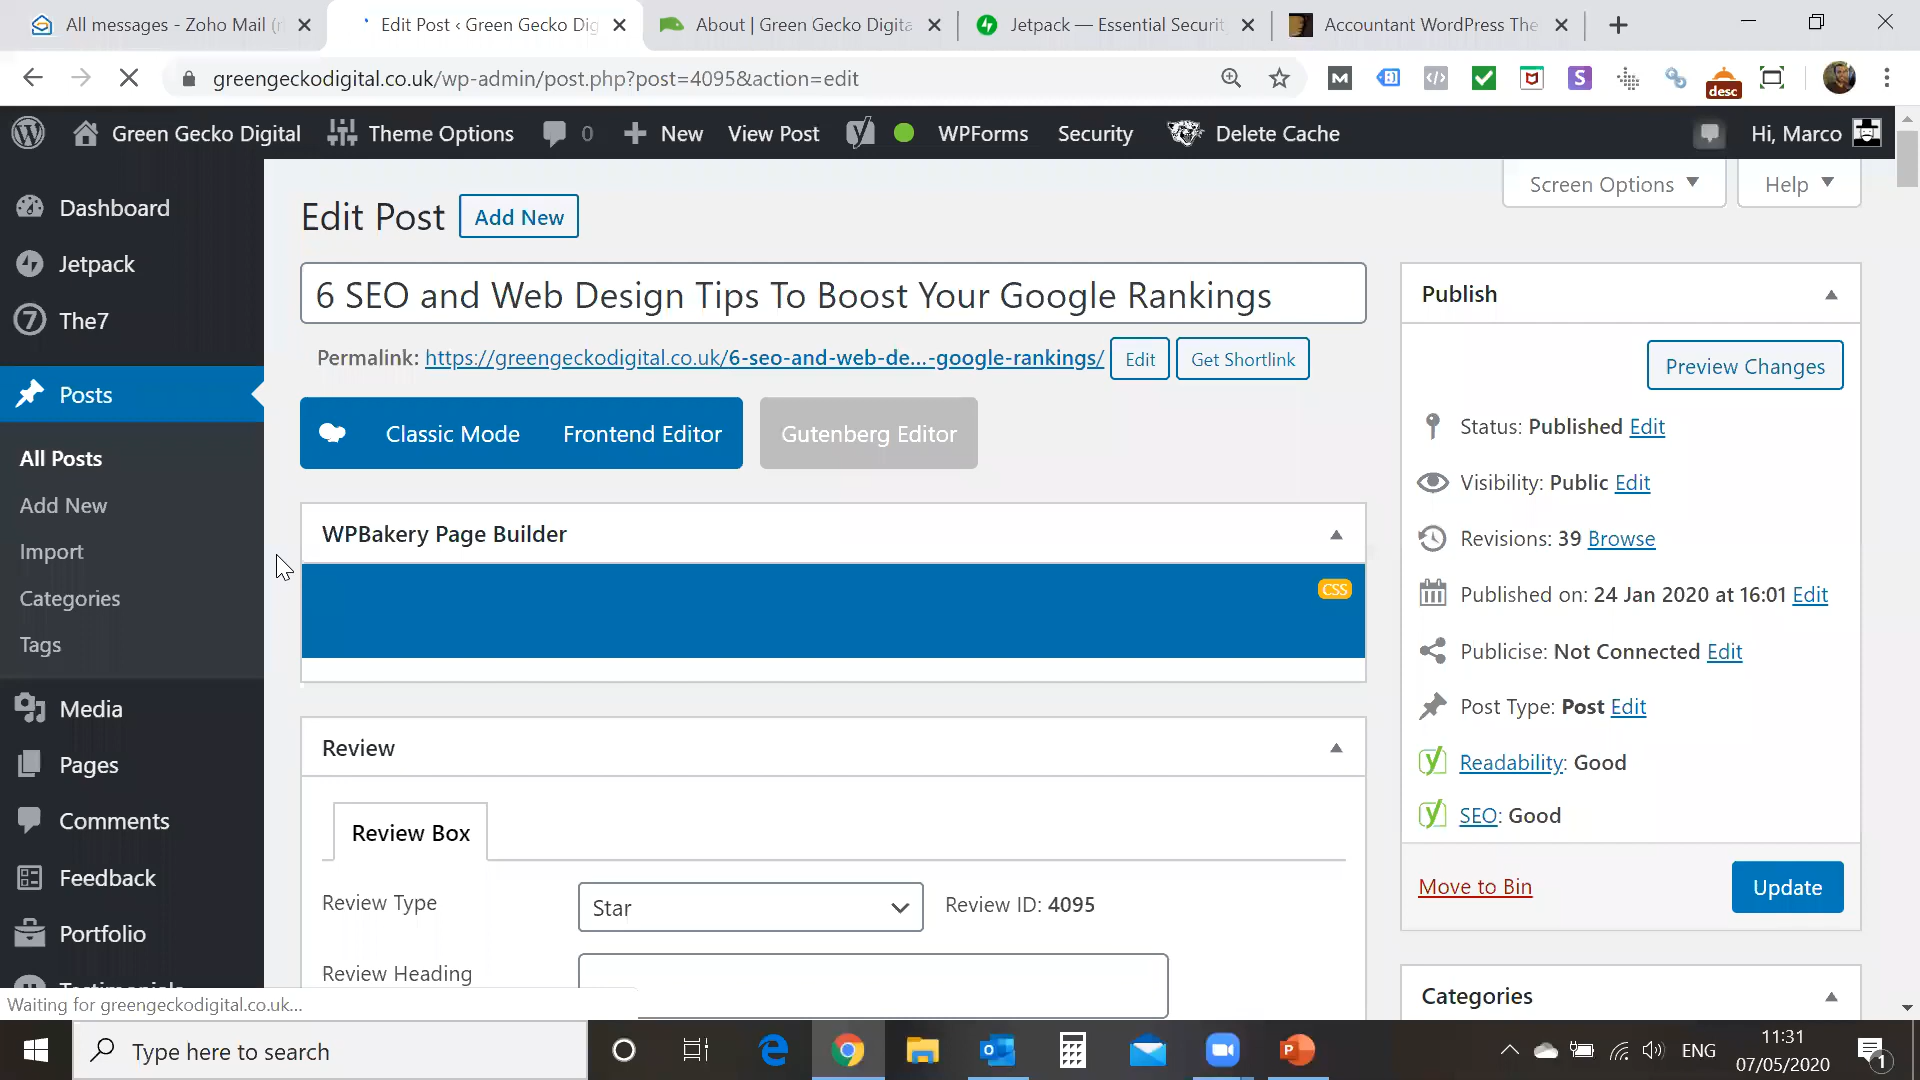 All messages - Zoho Mail (r
Edit Post ‹ Green Gecko Dig
About | Green Gecko Digita
Jetpack — Essential Securit
Accountant WordPress The
greengeckodigital.co.uk/wp-admin/post.php?post=4095&action=edit
desc
Green Gecko Digital
Theme Options
0
New
View Post
WPForms
Security
Delete Cache
Hi, Marco
Screen Options
Help
Dashboard
Jetpack
The7
Posts
All Posts
Add New
Import
Categories
Tags
Media
Pages
Comments
Feedback
Portfolio
Testimonials
Edit Post
Add New
6 SEO and Web Design Tips To Boost Your Google Rankings
Permalink: https://greengeckodigital.co.uk/6-seo-and-web-de…-google-rankings/
Edit
Get Shortlink
Classic Mode
Frontend Editor
Gutenberg Editor
WPBakery Page Builder
CSS
Review
Review Box
Review Type
Star
Review ID: 4095
Review Heading
Publish
Preview Changes
Status: Published Edit
Visibility: Public Edit
Revisions: 39 Browse
Published on: 24 Jan 2020 at 16:01 Edit
Publicise: Not Connected Edit
Post Type: Post Edit
Readability: Good
SEO: Good
Move to Bin
Update
Categories
Waiting for greengeckodigital.co.uk...
Type here to search
ENG
11:31
07/05/2020
1